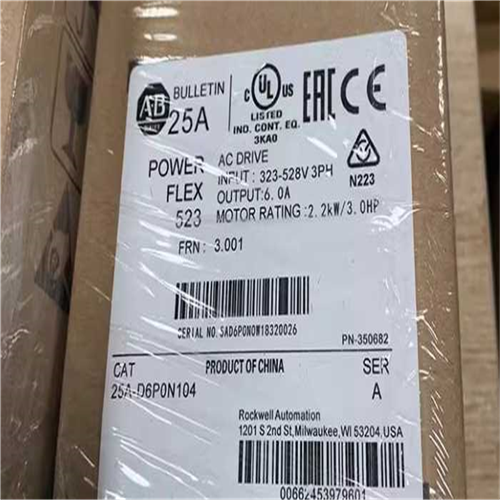 AB
BULLETIN
25A
C UL US
LISTED
IND. CONT. EQ.
3KA0
EAC CE
N223
POWER
FLEX
523
AC DRIVE
INPUT : 323-528V 3PH
OUTPUT:6.0A
MOTOR RATING :2.2kW/3.0HP
FRN : 3.001
SERIAL NO.SAD6P0N0W18320026
PN-350682
CAT
25A-D6P0N104
PRODUCT OF CHINA
SER
A
Rockwell Automation
1201 S 2nd St,Milwaukee,WI 53204,USA
00662453979601